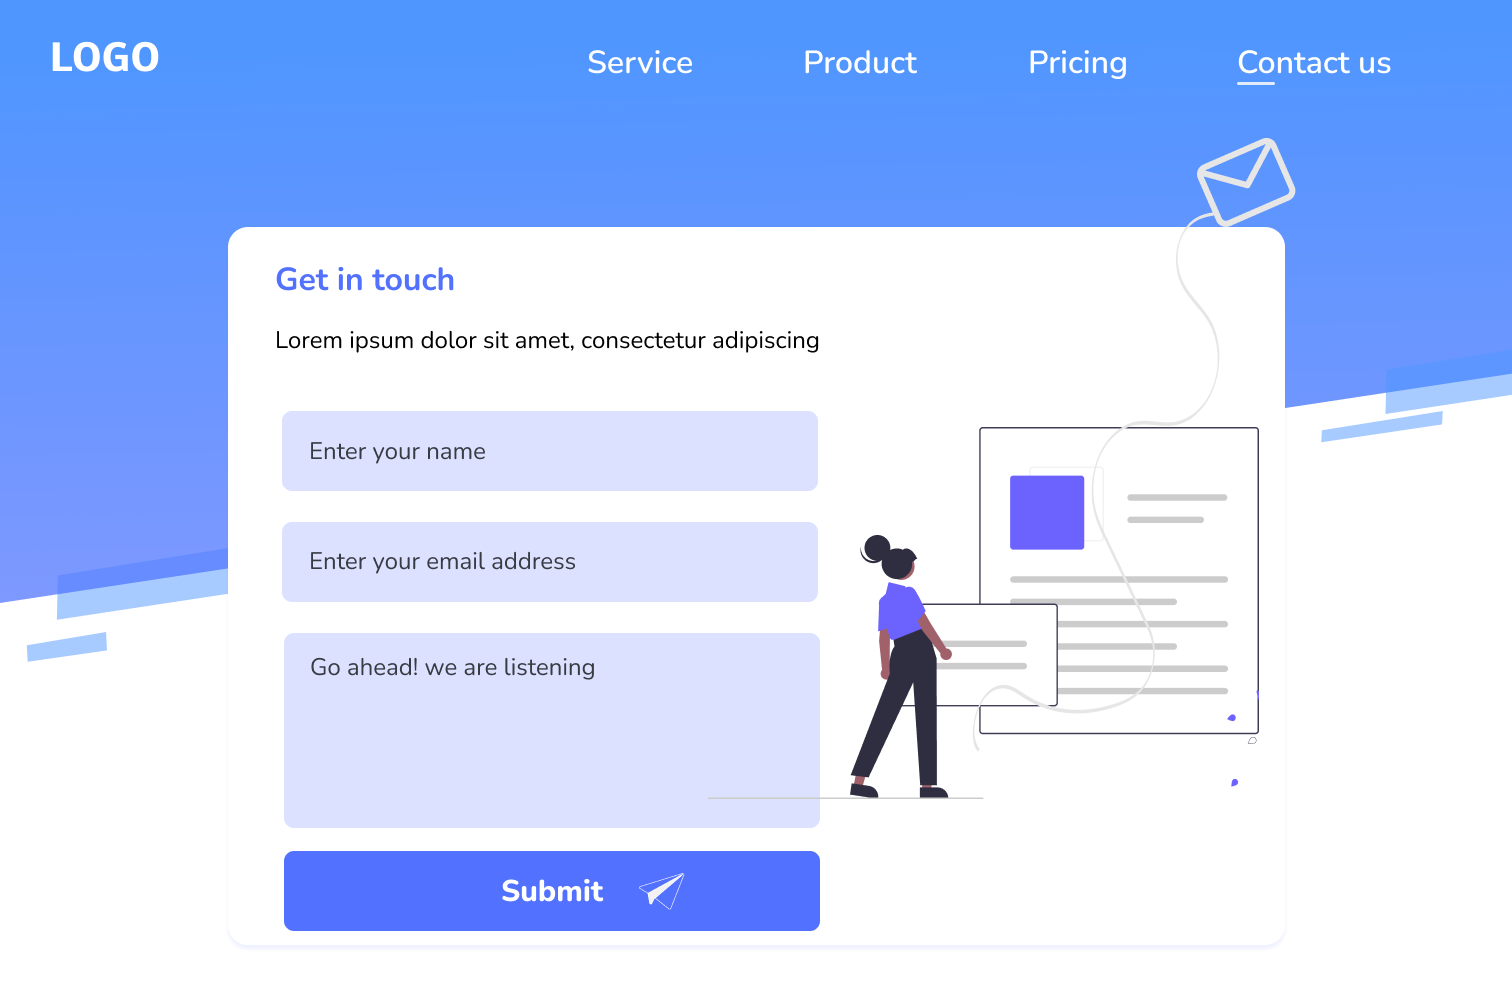 LOGO
Service
Product
Pricing
Contact us
Get in touch
Lorem ipsum dolor sit amet, consectetur adipiscing
Enter your name
Enter your email address
Go ahead! we are listening
Submit